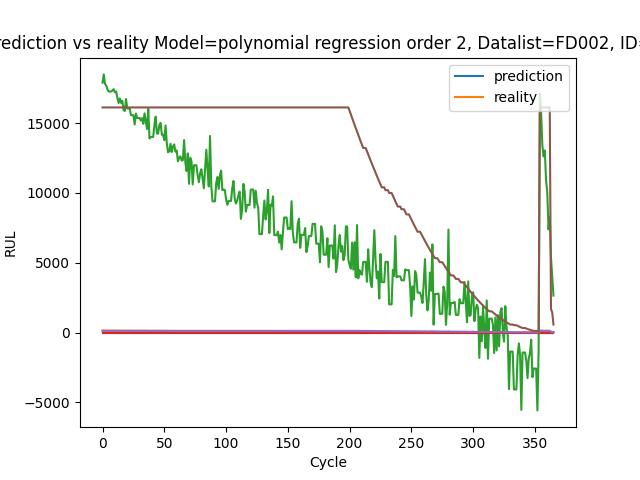 rediction vs reality Model=polynomial regression order 2, Datalist=FD002, ID=
prediction
reality
15000
10000
5000
0
−5000
RUL
0 50 100 150 200 250 300 350
Cycle